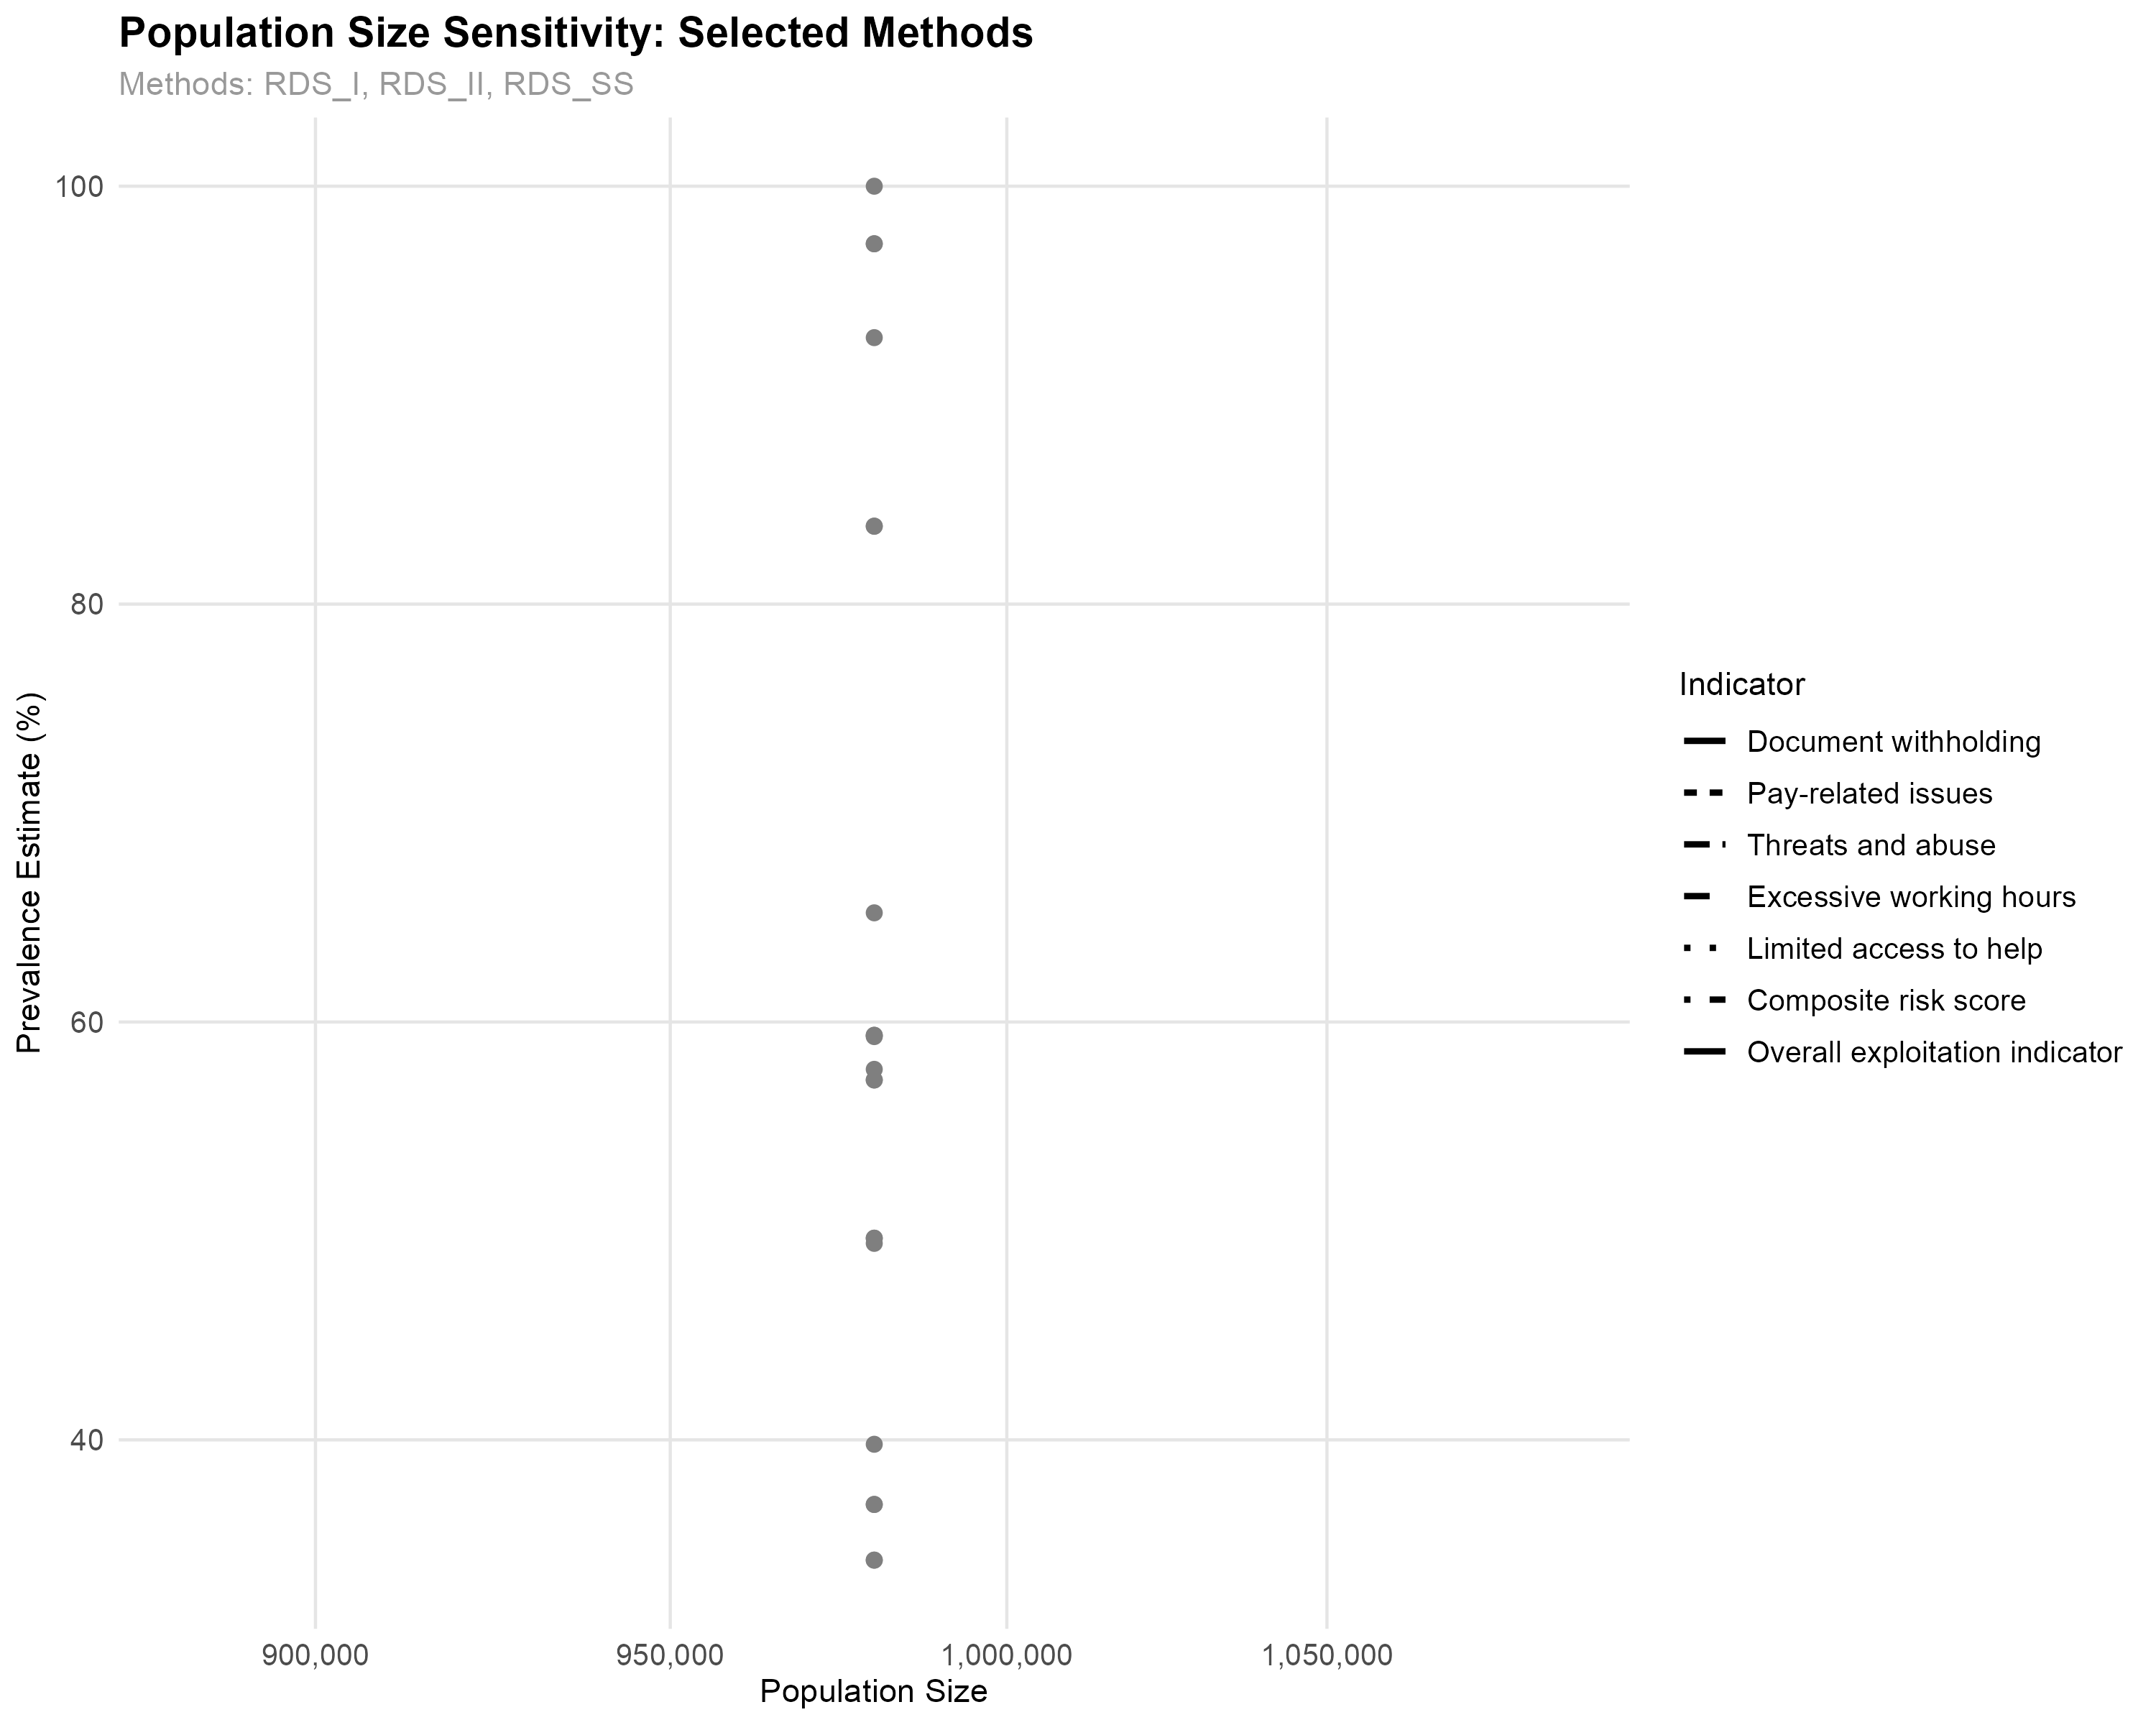 Population Size Sensitivity: Selected Methods
Methods: RDS_I, RDS_II, RDS_SS
100
80
60
40
Prevalence Estimate (%)
900,000
950,000
1,000,000
1,050,000
Population Size
Indicator
Document withholding
Pay-related issues
Threats and abuse
Excessive working hours
Limited access to help
Composite risk score
Overall exploitation indicator